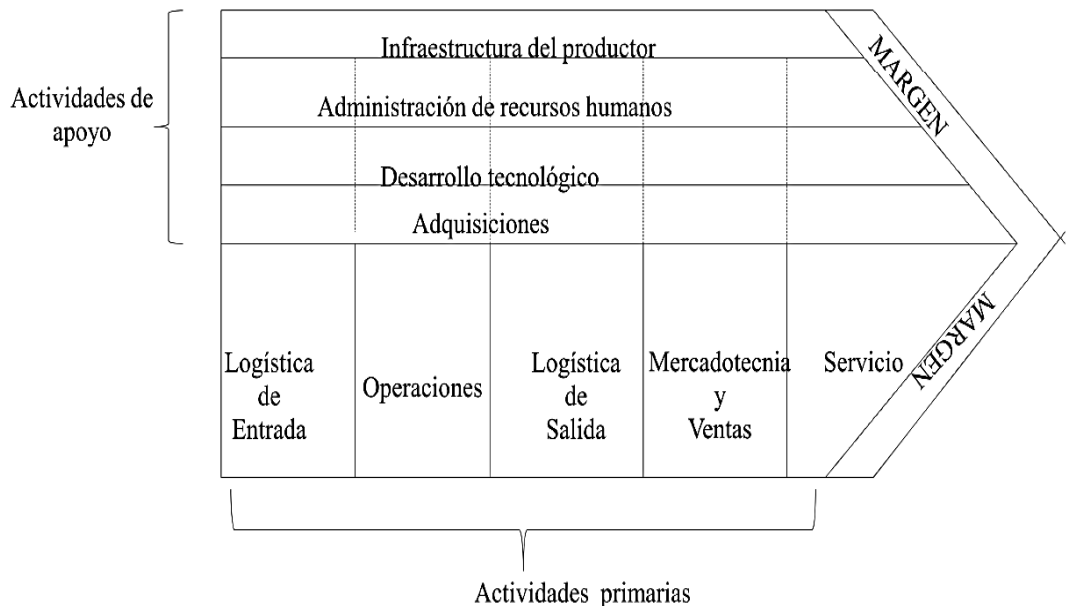 Infraestructura del productor
MARGEN
Actividades de
apoyo
Administración de recursos humanos
Desarrollo tecnológico
Adquisiciones
Logística
de
Entrada
Operaciones
Logística
de
Salida
Mercadotecnia
y
Ventas
Servicio
MARGEN
Actividades primarias